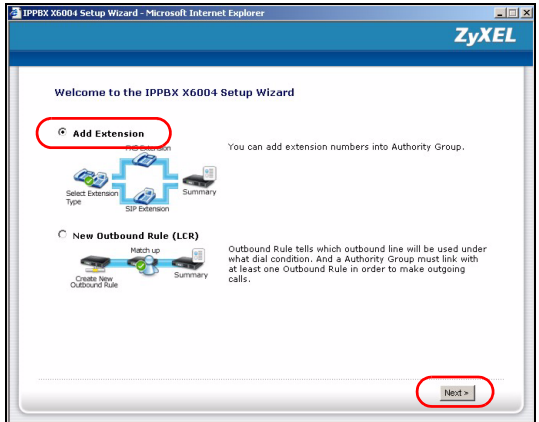 IPPBX X6004 Setup Wizard - Microsoft Internet Explorer
ZyXEL
Welcome to the IPPBX X6004 Setup Wizard
Add Extension
FXS Extension
You can add extension numbers into Authority Group.
Select Extension
Type
Summary
SIP Extension
New Outbound Rule (LCR)
Match up
Outbound Rule tells which outbound line will be used under
what dial condition. And a Authority Group must link with
at least one Outbound Rule in order to make outgoing
calls.
Create New
Outbound Rule
Summary
Next >